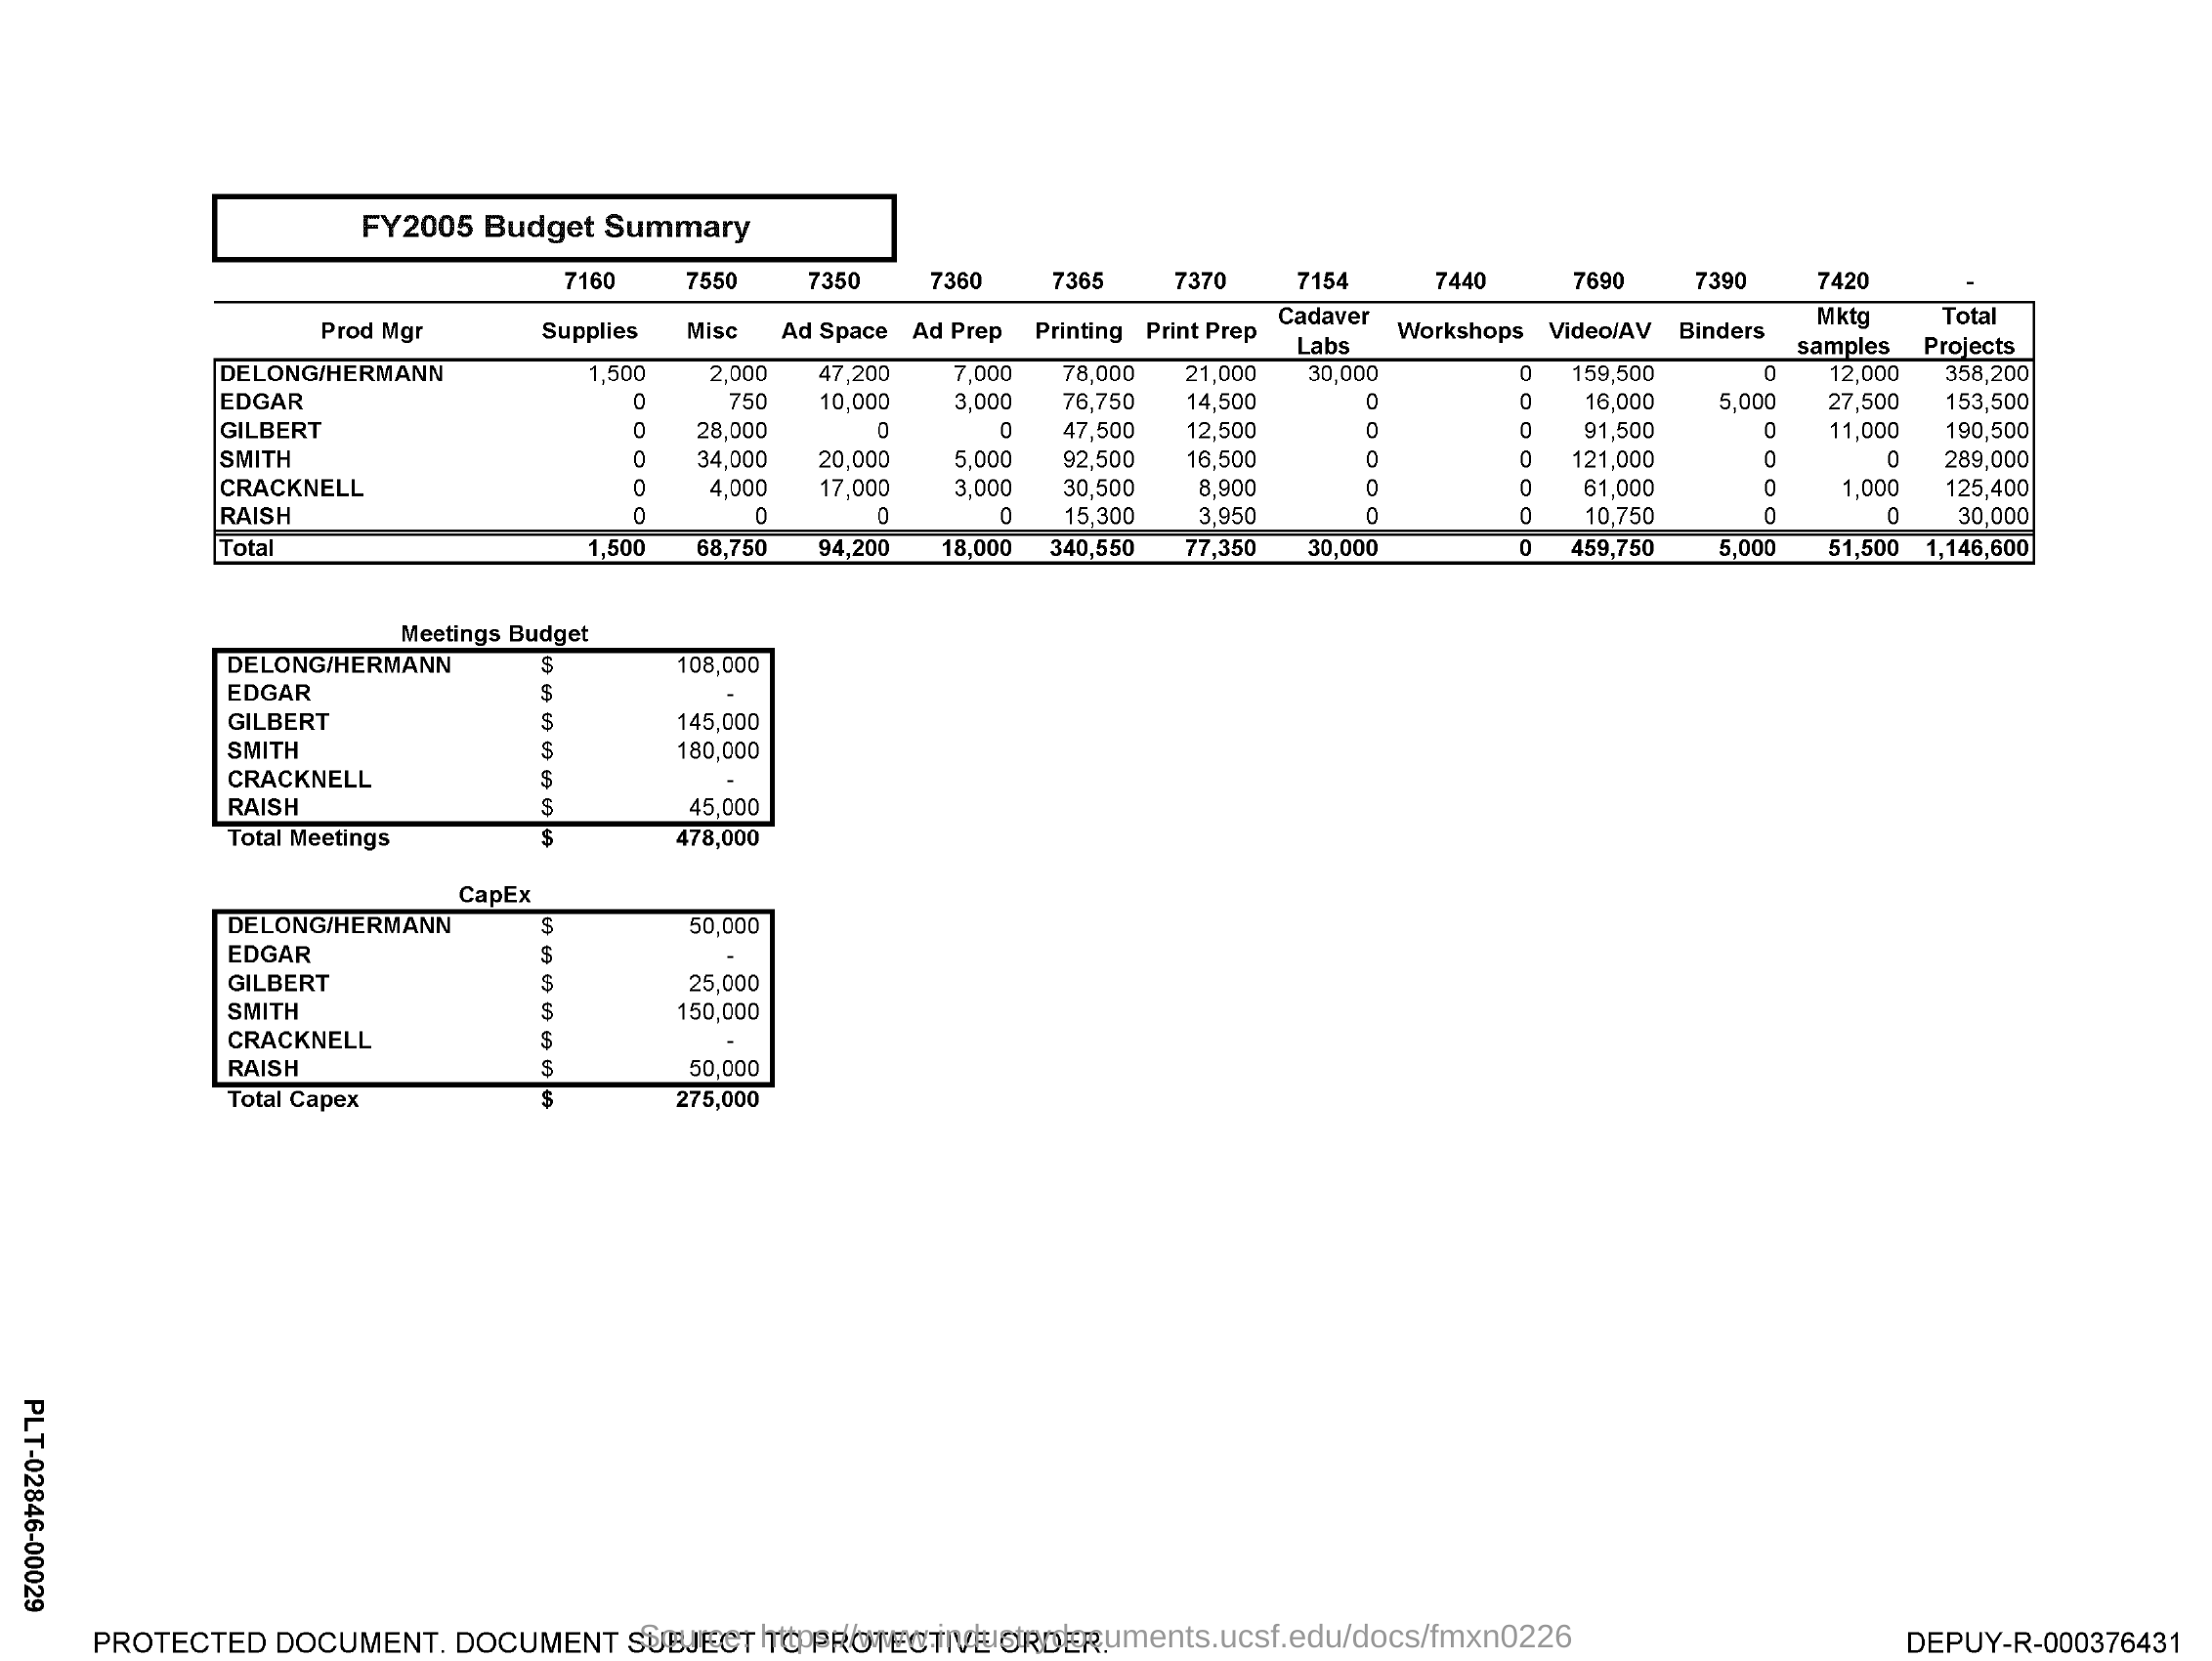 FY2005 Budget Summary
7160 7550 7350 7360 7365 7370 7154 7440 7690 7390 7420 -
Prod Mgr Supplies Misc Ad Space Ad Prep Printing Print Prep Cadaver Labs Workshops Video/AV Binders Mktg samples Total Projects
DELONG/HERMANN 1,500 2,000 47,200 7,000 78,000 21,000 30,000 0 159,500 0 12,000 358,200
EDGAR 0 750 10,000 3,000 76,750 14,500 0 0 16,000 5,000 27,500 153,500
GILBERT 0 28,000 0 0 47,500 12,500 0 0 91,500 0 11,000 190,500
SMITH 0 34,000 20,000 5,000 92,500 16,500 0 0 121,000 0 0 289,000
CRACKNELL 0 4,000 17,000 3,000 30,500 8,900 0 0 61,000 0 1,000 125,400
RAISH 0 0 0 0 15,300 3,950 0 0 10,750 0 0 30,000
Total 1,500 68,750 94,200 18,000 340,550 77,350 30,000 0 459,750 5,000 51,500 1,146,600
Meetings Budget
DELONG/HERMANN $ 108,000
EDGAR $ -
GILBERT $ 145,000
SMITH $ 180,000
CRACKNELL $ -
RAISH $ 45,000
Total Meetings $ 478,000
CapEx
DELONG/HERMANN $ 50,000
EDGAR $ -
GILBERT $ 25,000
SMITH $ 150,000
CRACKNELL $ -
RAISH $ 50,000
Total Capex $ 275,000
PLT-02846-00029
PROTECTED DOCUMENT. DOCUMENT SUBJECT TO PROTECTIVE ORDER.
Source: https://www.industrydocuments.ucsf.edu/docs/fmxn0226
DEPUY-R-000376431